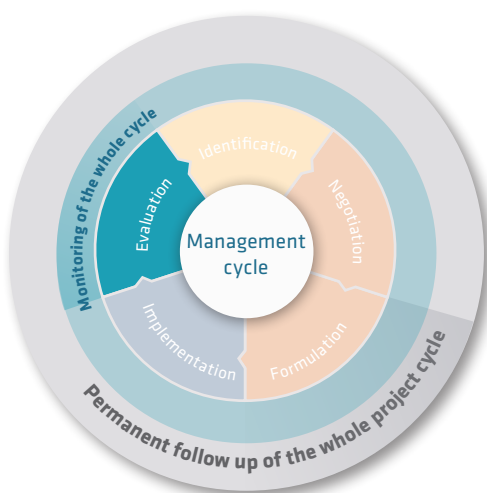 Monitoring of the whole cycle
Identification
Negotiation
Formulation
Implementation
Evaluation
Management
cycle
Permanent follow up of the whole project cycle